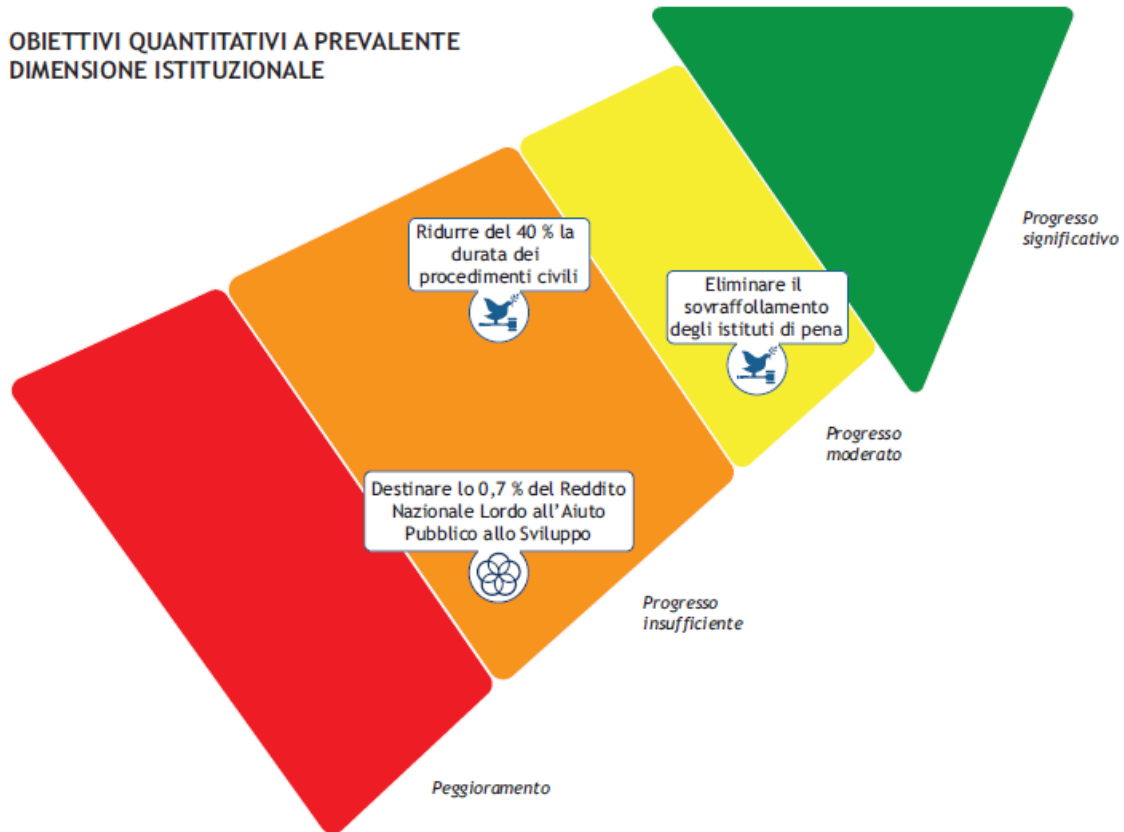 OBIETTIVI QUANTITATIVI A PREVALENTE
DIMENSIONE ISTITUZIONALE
Progresso
significativo
Ridurre del 40 % la
durata dei
procedimenti civili
Eliminare il
sovraffollamento
degli istituti di pena
Progresso
moderato
Destinare lo 0,7 % del Reddito
Nazionale Lordo all'Aiuto
Pubblico allo Sviluppo
Progresso
insufficiente
Peggioramento